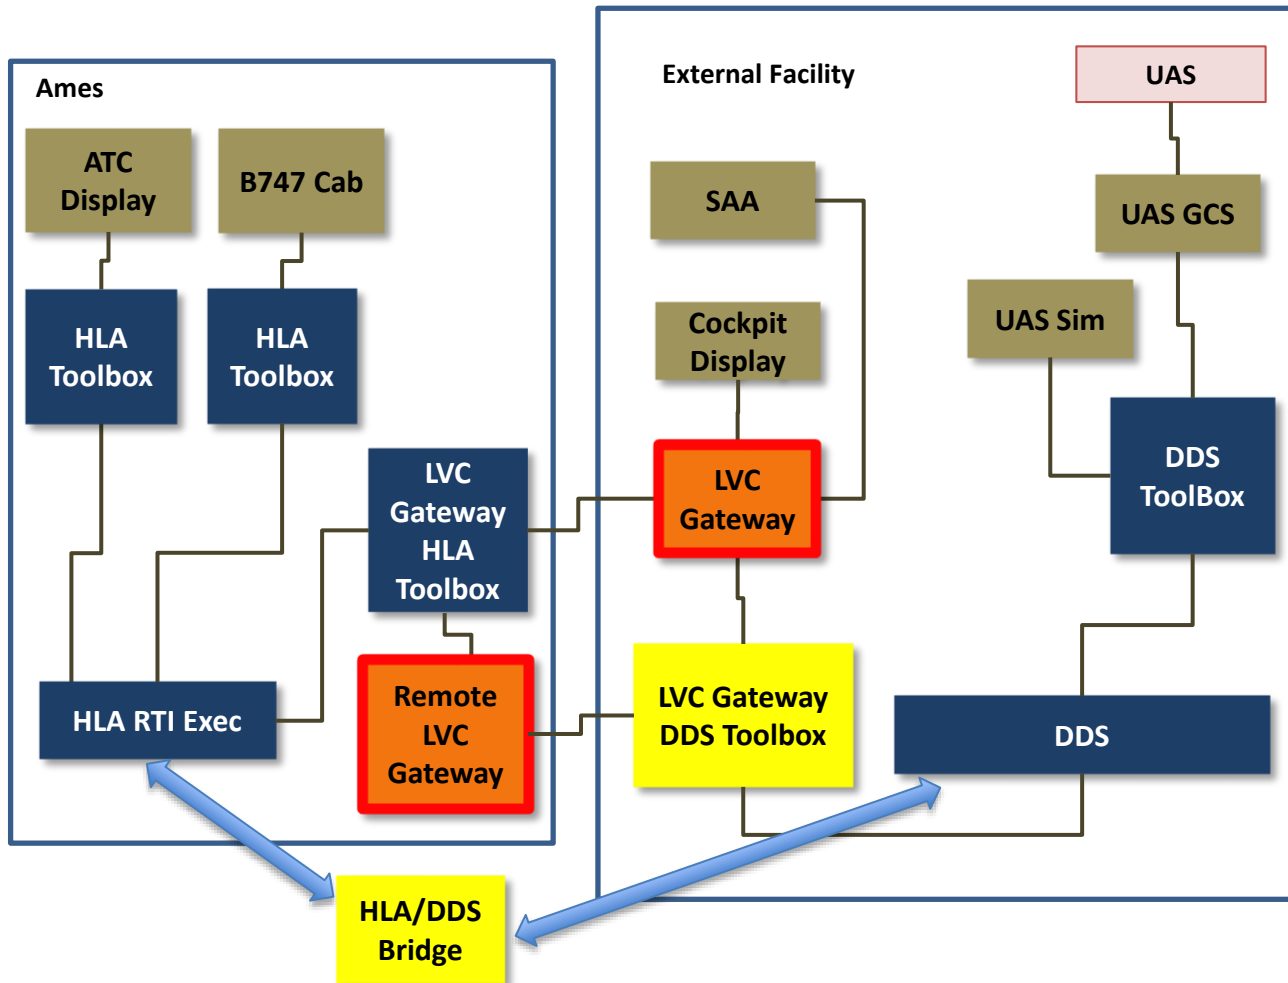 Ames
ATC
Display
B747 Cab
HLA
Toolbox
HLA
Toolbox
LVC
Gateway
HLA
Toolbox
HLA RTI Exec
Remote
LVC
Gateway
External Facility
UAS
SAA
UAS GCS
Cockpit
Display
UAS Sim
LVC
Gateway
DDS
ToolBox
LVC Gateway
DDS Toolbox
DDS
HLA/DDS
Bridge